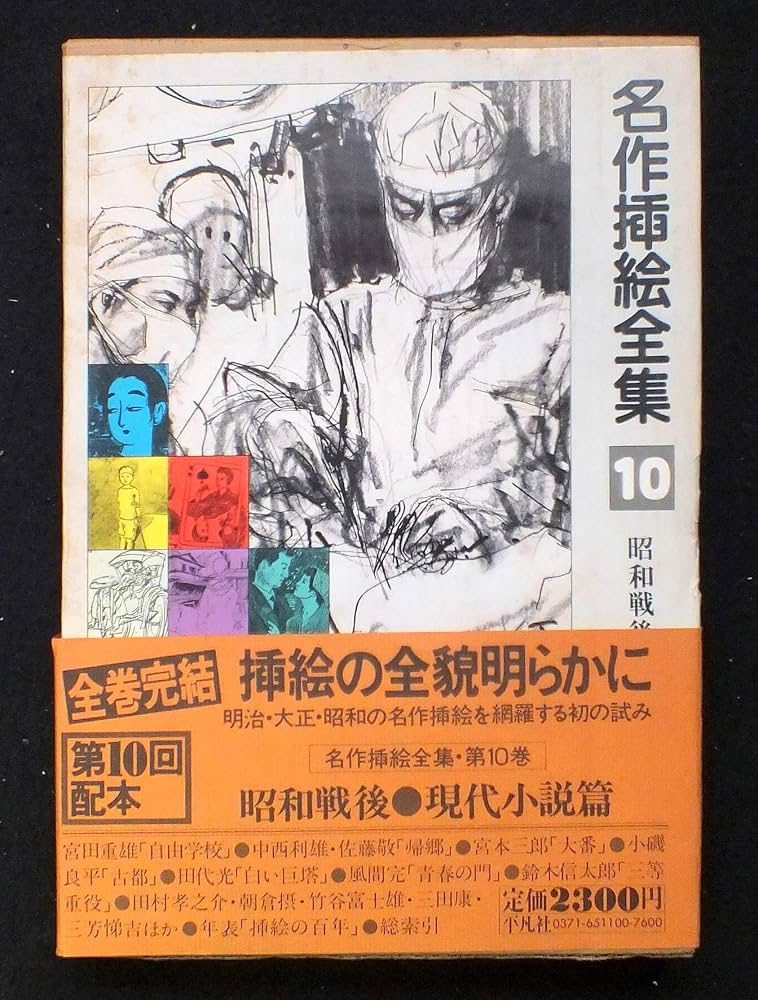 名作挿絵全集
10
昭和戦後
全巻完結
挿絵の全貌明らかに
明治・大正・昭和の名作挿絵を網羅する初の試み
第10回
配本
名作挿絵全集・第10巻
昭和戦後●現代小説篇
宮田重雄「自由学校」●中西利雄・佐藤敬「帰郷」●宮本三郎「大番」●小磯
良平「古都」●田代光「白い巨塔」●風間完「青春の門」●鈴木信太郎「三等
重役」●田村孝之介・朝倉摂・竹谷富士雄・三田康・
三芳悌吉ほか●年表「挿絵の百年」●総索引
定価2300円
平凡社 0371-651100-7600